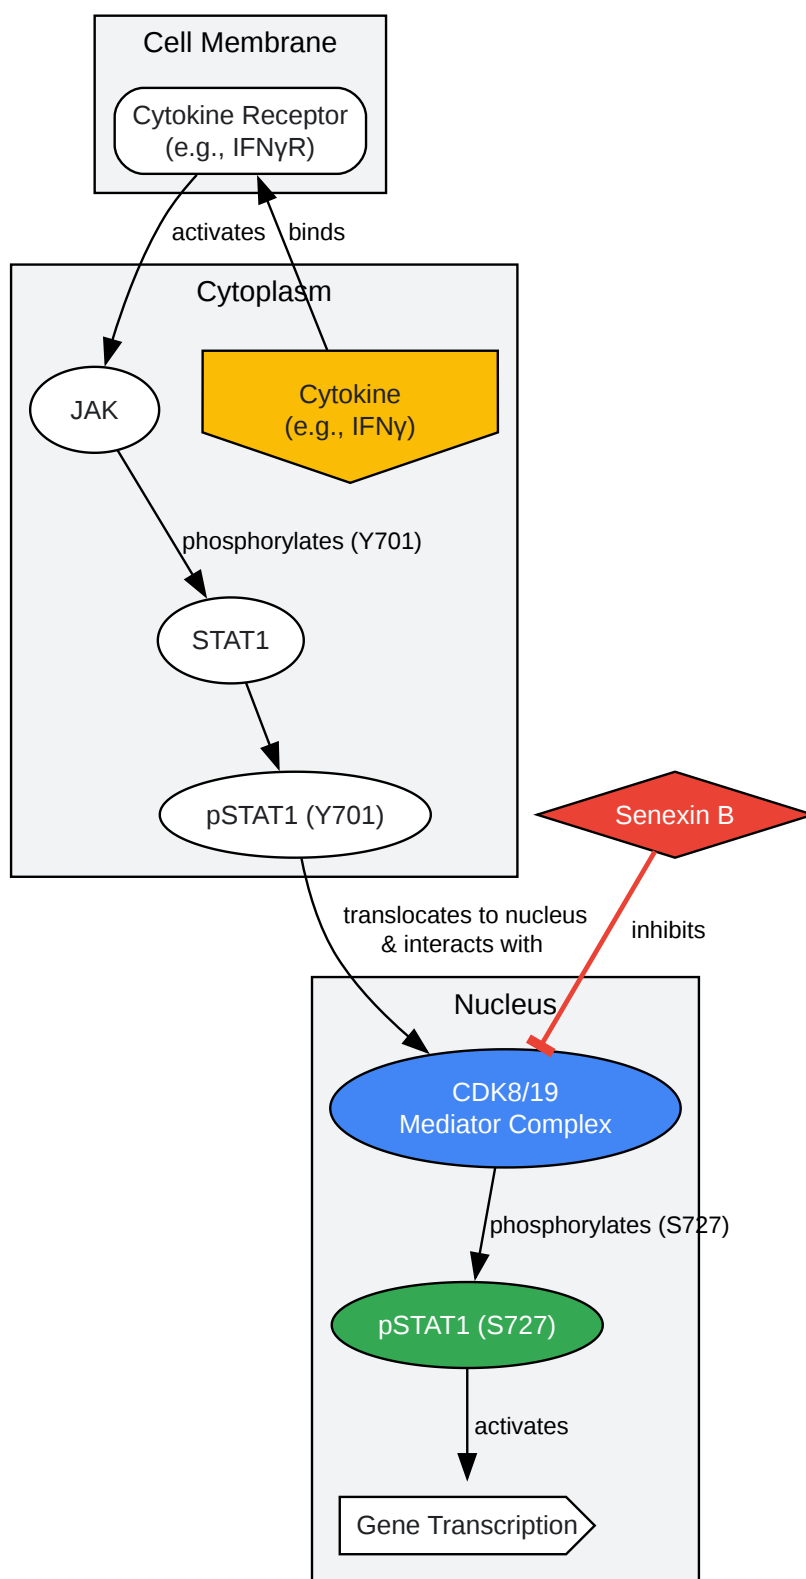 Cell Membrane
Cytokine Receptor
(e.g., IFNγR)
activates
binds
Cytoplasm
JAK
Cytokine
(e.g., IFNγ)
phosphorylates (Y701)
STAT1
pSTAT1 (Y701)
Senexin B
translocates to nucleus
& interacts with
inhibits
Nucleus
CDK8/19
Mediator Complex
phosphorylates (S727)
pSTAT1 (S727)
activates
Gene Transcription